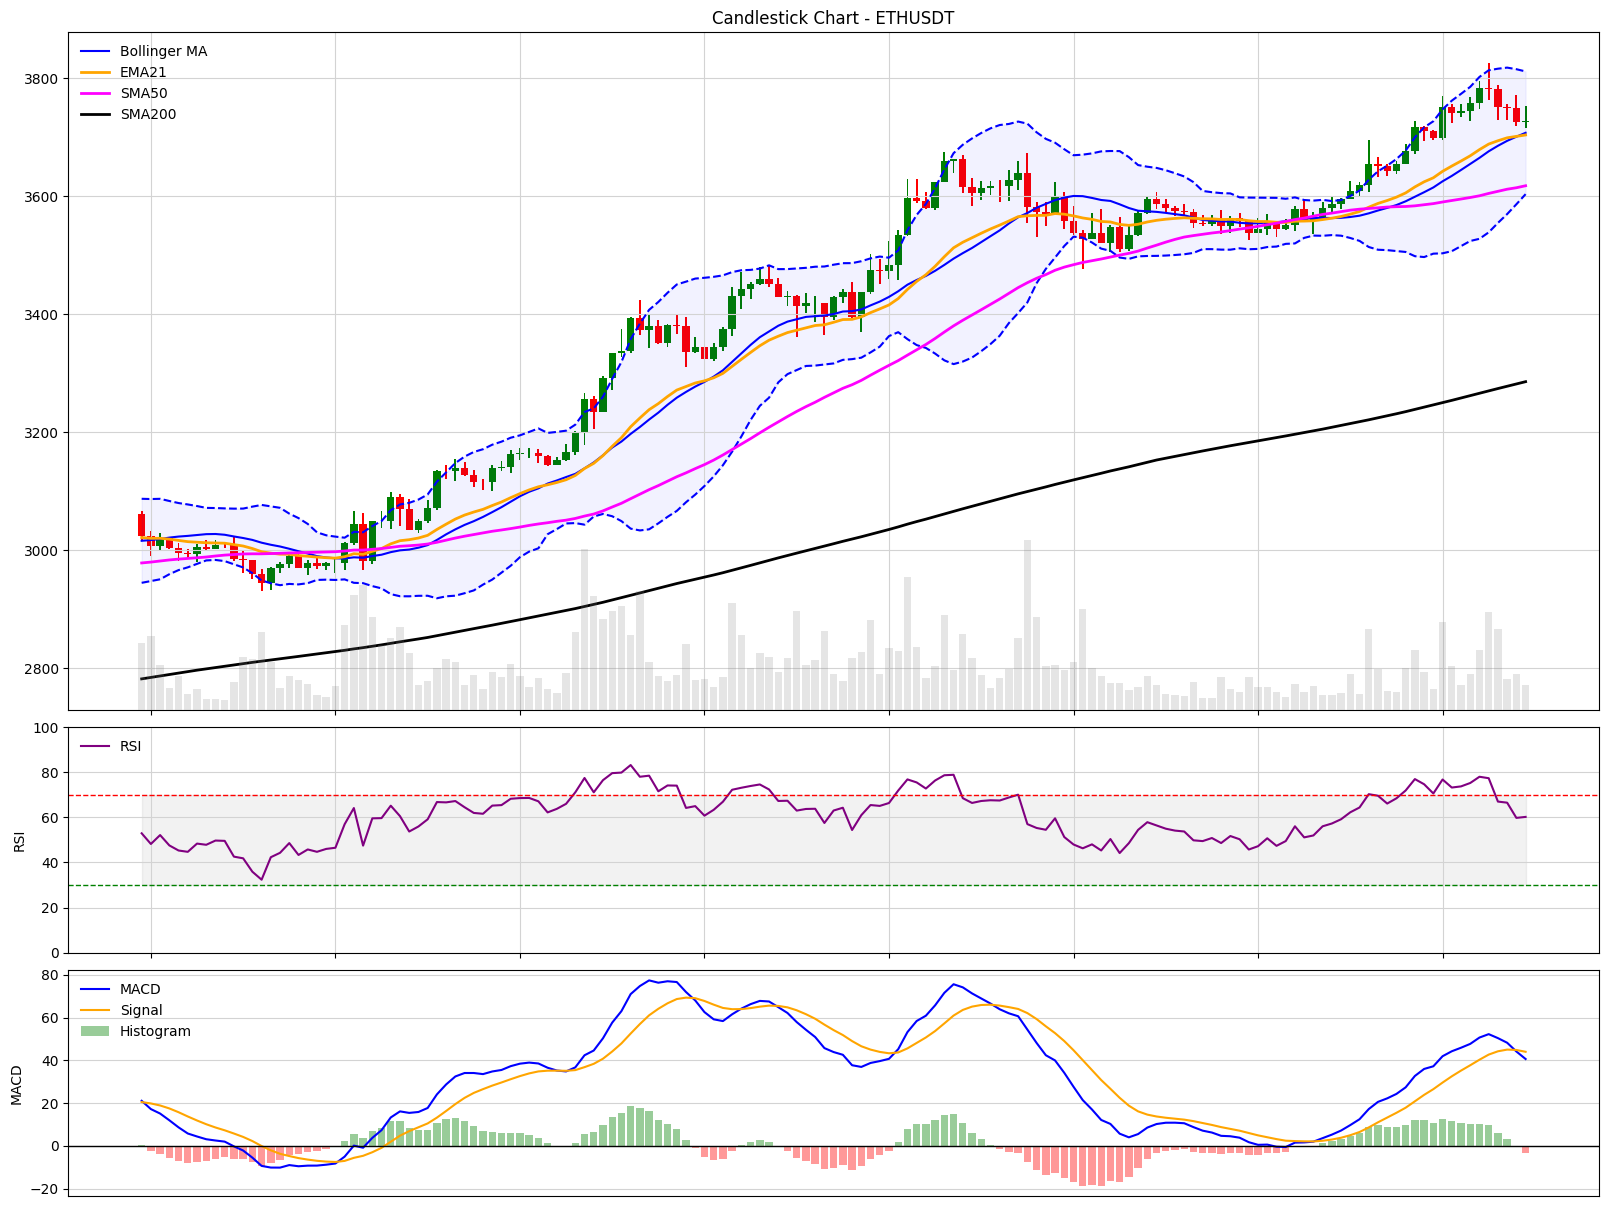 Candlestick Chart - ETHUSDT
Bollinger MA
EMA21
SMA50
SMA200
3800
3600
3400
3200
3000
2800
RSI
100
80
60
40
20
0
RSI
MACD
Signal
Histogram
80
60
40
20
0
−20
MACD